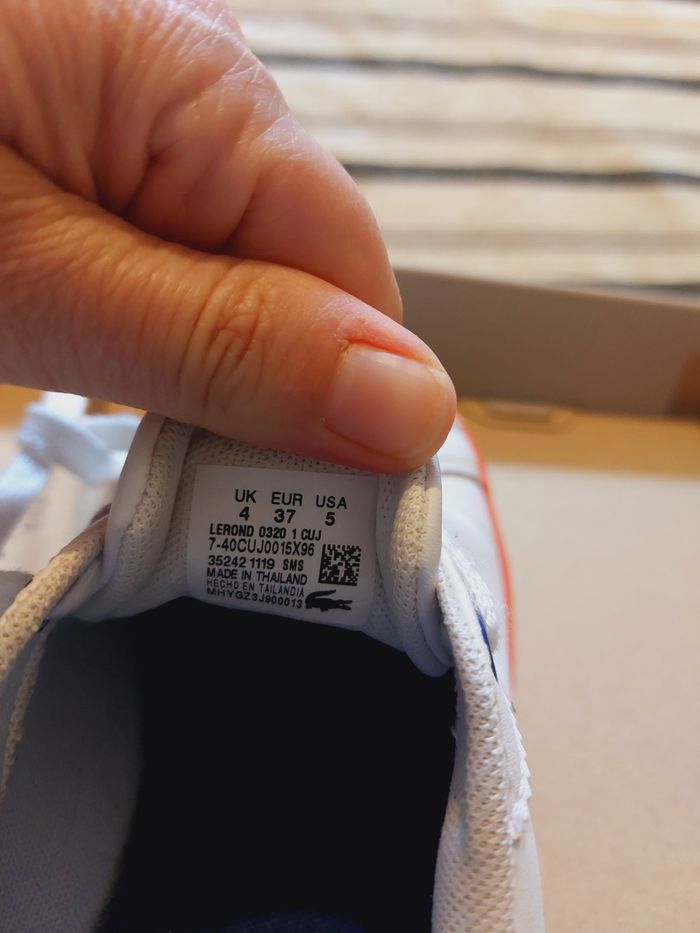 UK EUR USA
4 37 5
LEROND 0320 1 CUJ
7-40CUJ0015X96
35242 1119 SMS
MADE IN THAILAND
HECHO EN TAILANDIA
MHYGZ3J900013